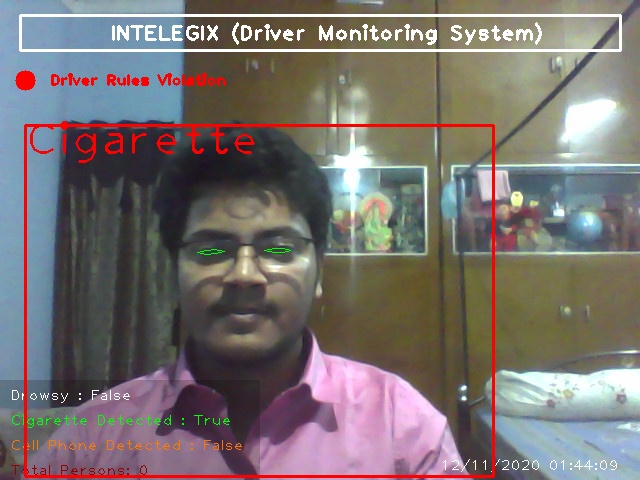 INTELEGIX (Driver Monitoring System)
Driver Rules Violation
Cigarette
Drowsy : False
Cigarette Detected : True
Cell Phone Detected : False
Total Persons: 0
12/11/2020 01:44:09